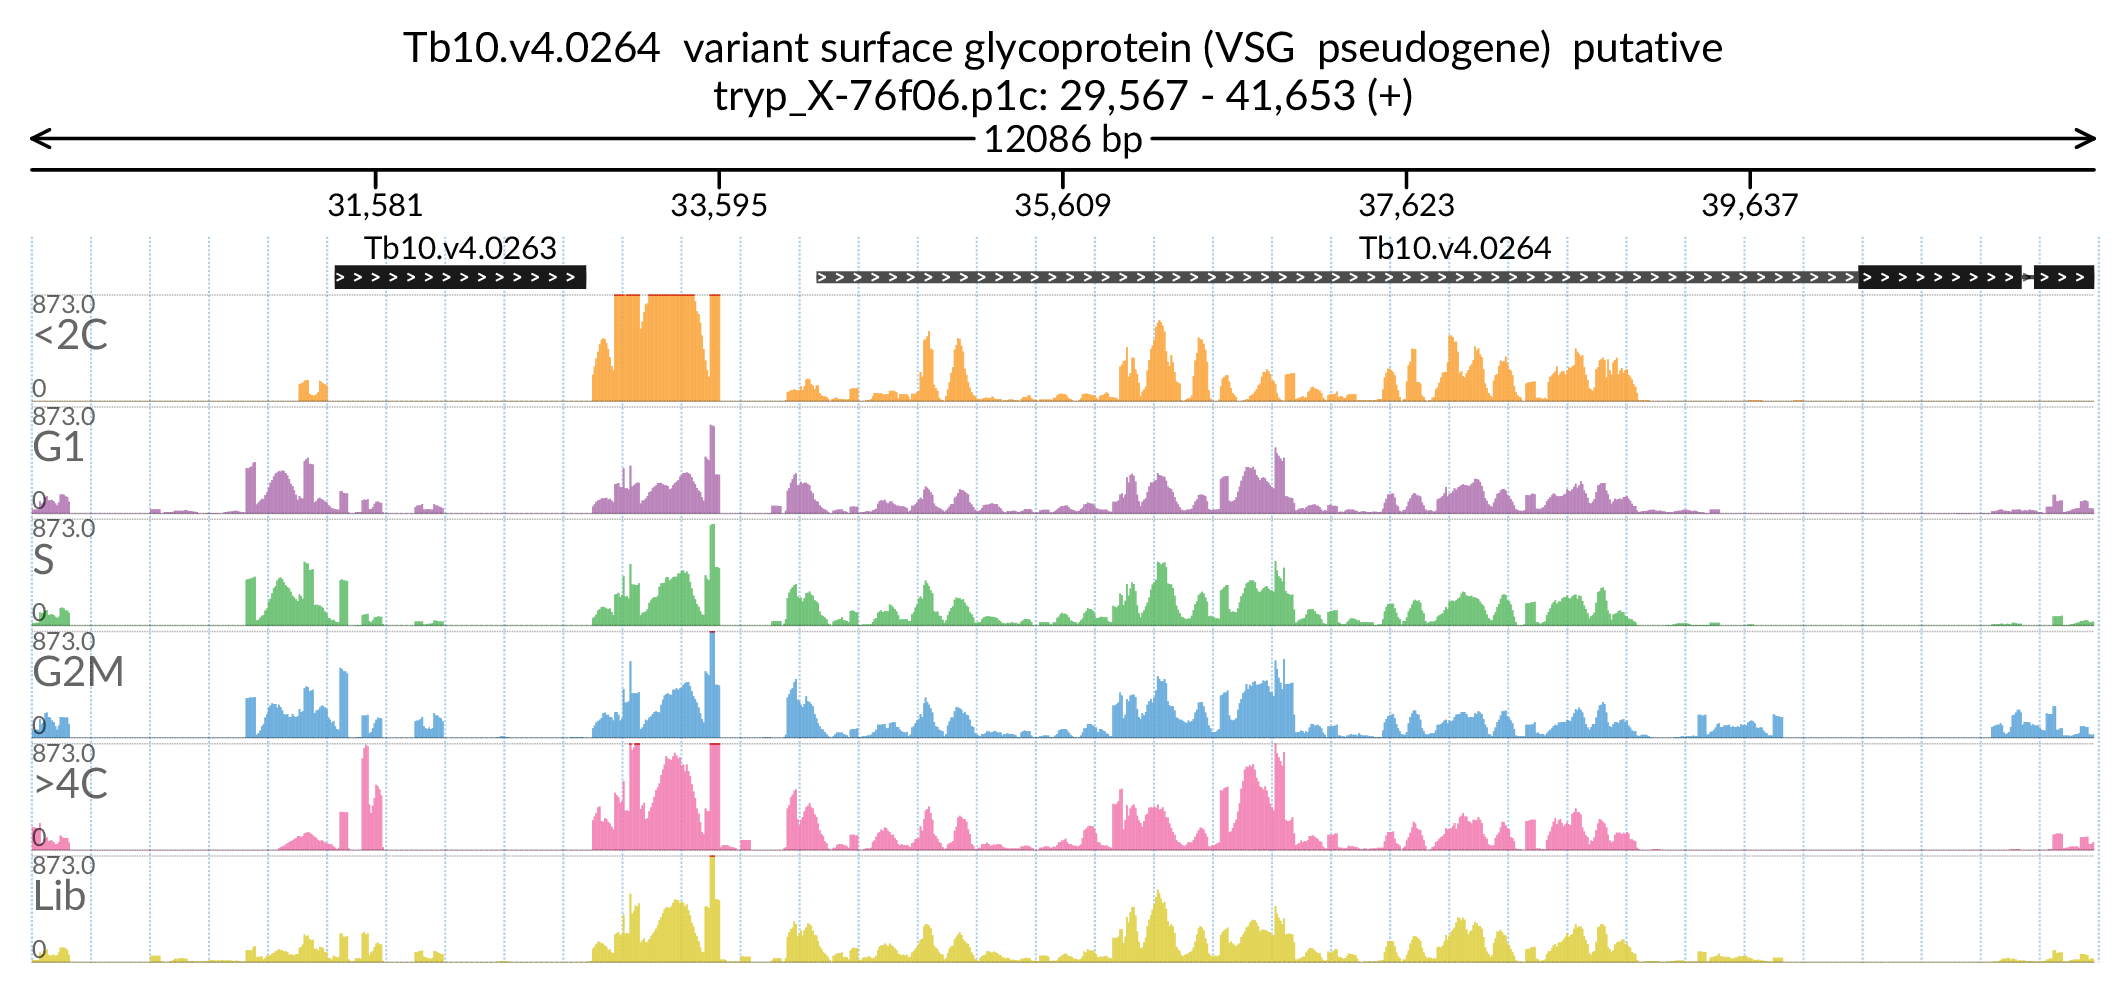 Tb10.v4.0264 variant surface glycoprotein (VSG pseudogene) putative
tryp_X-76f06.p1c: 29,567 - 41,653 (+)
12086 bp
31,581 33,595 35,609 37,623 39,637
Tb10.v4.0263 Tb10.v4.0264
873.0
<2C
0
873.0
G1
0
873.0
S
0
873.0
G2M
0
873.0
>4C
0
873.0
Lib
0